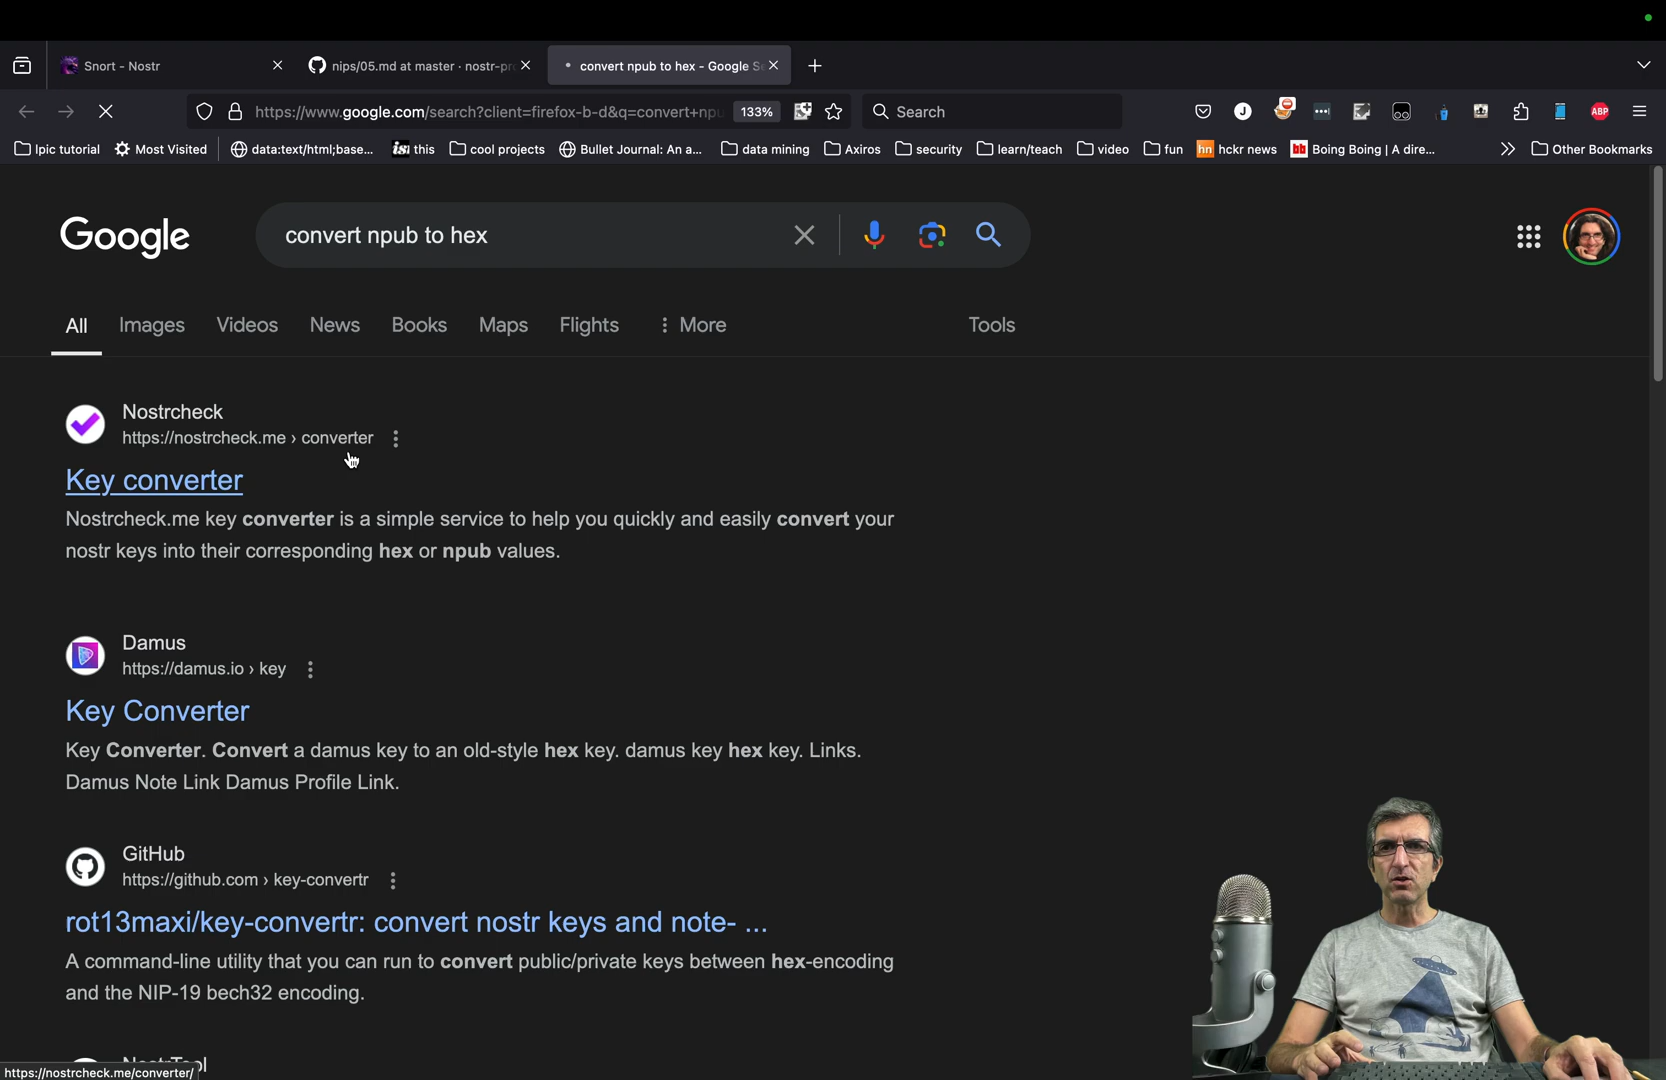 Snort - Nostr
nips/05.md at master · nostr-pr
convert npub to hex - Google Se
https://www.google.com/search?client=firefox-b-d&q=convert+npu
133%
Search
J
ABP
lpic tutorial
Most Visited
data:text/html;base...
this
cool projects
Bullet Journal: An a...
data mining
Axiros
security
learn/teach
video
fun
hn
hckr news
bb
Boing Boing | A dire...
Other Bookmarks
Google
convert npub to hex
All
Images
Videos
News
Books
Maps
Flights
More
Tools
Nostrcheck
https://nostrcheck.me › converter
Key converter
Nostrcheck.me key converter is a simple service to help you quickly and easily convert your
nostr keys into their corresponding hex or npub values.
Damus
https://damus.io › key
Key Converter
Key Converter. Convert a damus key to an old-style hex key. damus key hex key. Links.
Damus Note Link Damus Profile Link.
GitHub
https://github.com › key-convertr
rot13maxi/key-convertr: convert nostr keys and note- ...
A command-line utility that you can run to convert public/private keys between hex-encoding
and the NIP-19 bech32 encoding.
https://nostrcheck.me/converter/